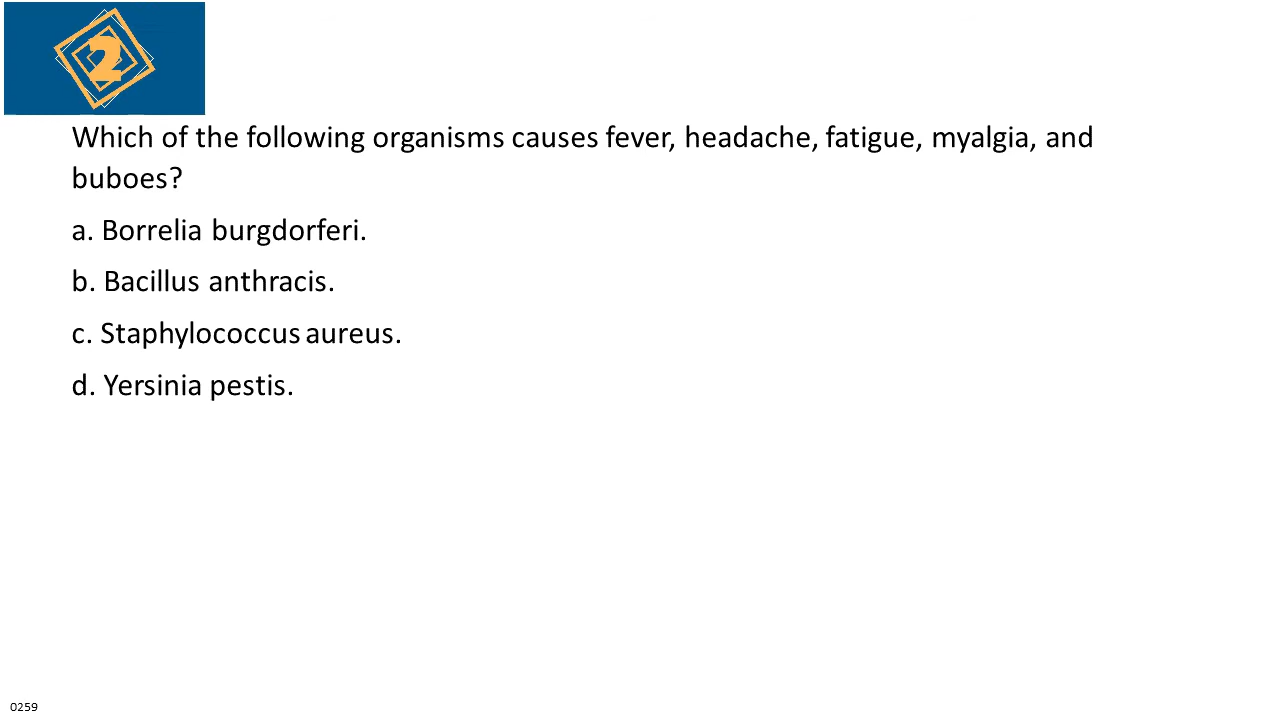 2
Which of the following organisms causes fever, headache, fatigue, myalgia, and
buboes?
a. Borrelia burgdorferi.
b. Bacillus anthracis.
c. Staphylococcus aureus.
d. Yersinia pestis.
0259